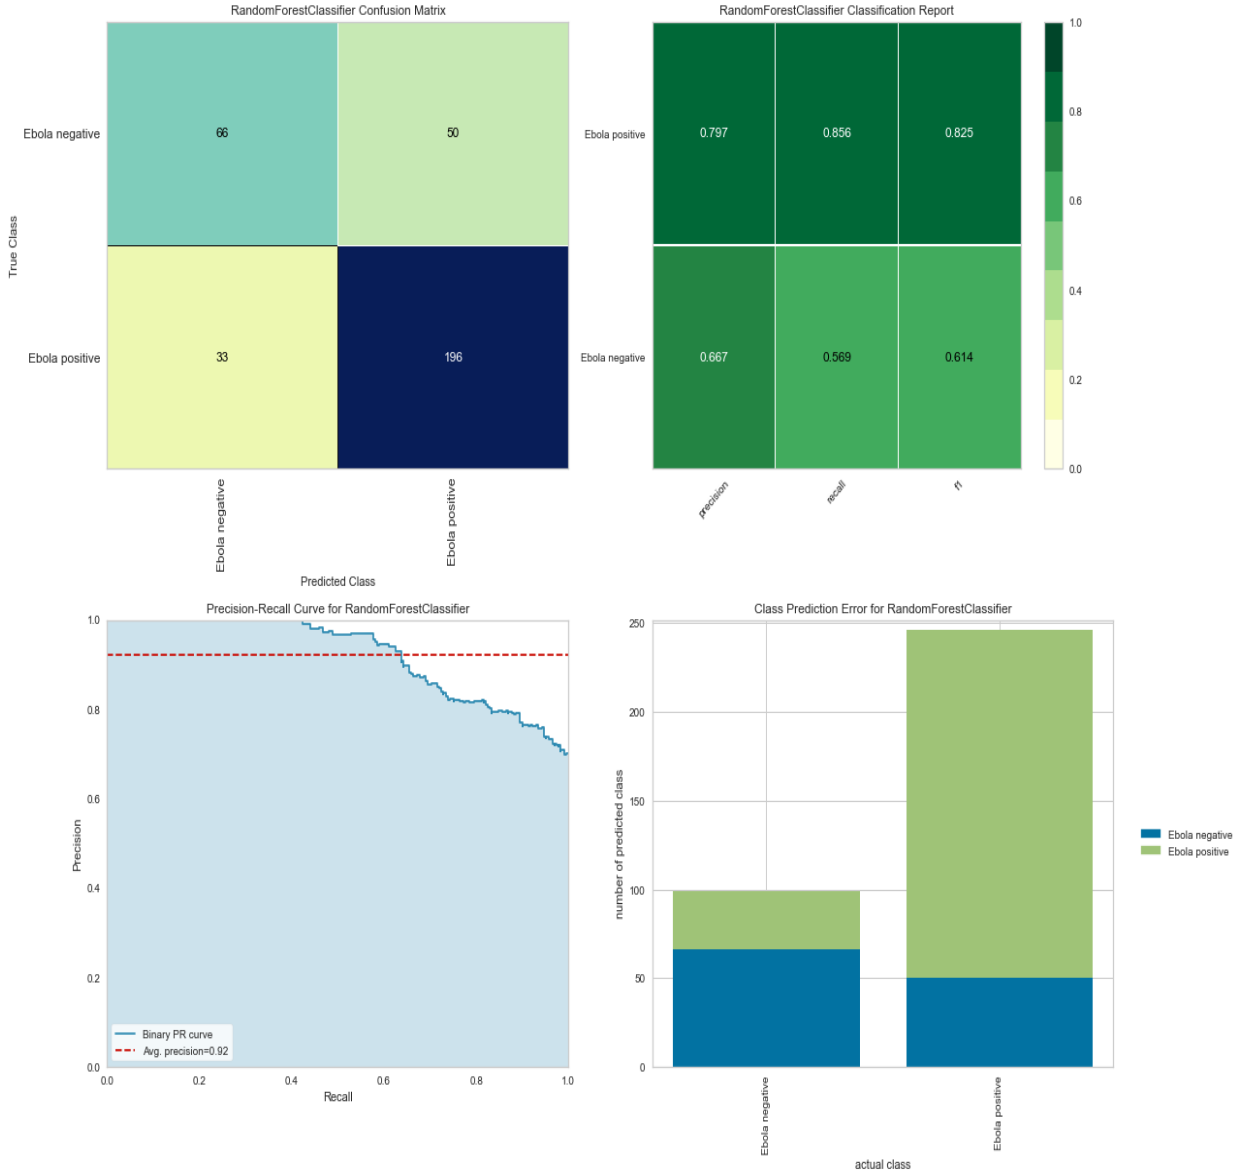 RandomForestClassifier Confusion Matrix
True Class
Ebola negative
66
50
Ebola positive
33
196
Ebola negative
Ebola positive
Predicted Class
RandomForestClassifier Classification Report
Ebola positive
0.797
0.856
0.825
Ebola negative
0.667
0.569
0.614
precision
recall
f1
1.0
0.8
0.6
0.4
0.2
0.0
Precision-Recall Curve for RandomForestClassifier
Precision
1.0
0.8
0.6
0.4
0.2
0.0
Binary PR curve
Avg. precision=0.92
0.0
0.2
0.4
0.6
0.8
1.0
Recall
Class Prediction Error for RandomForestClassifier
number of predicted class
250
200
150
100
50
0
Ebola negative
Ebola positive
actual class
Ebola negative
Ebola positive